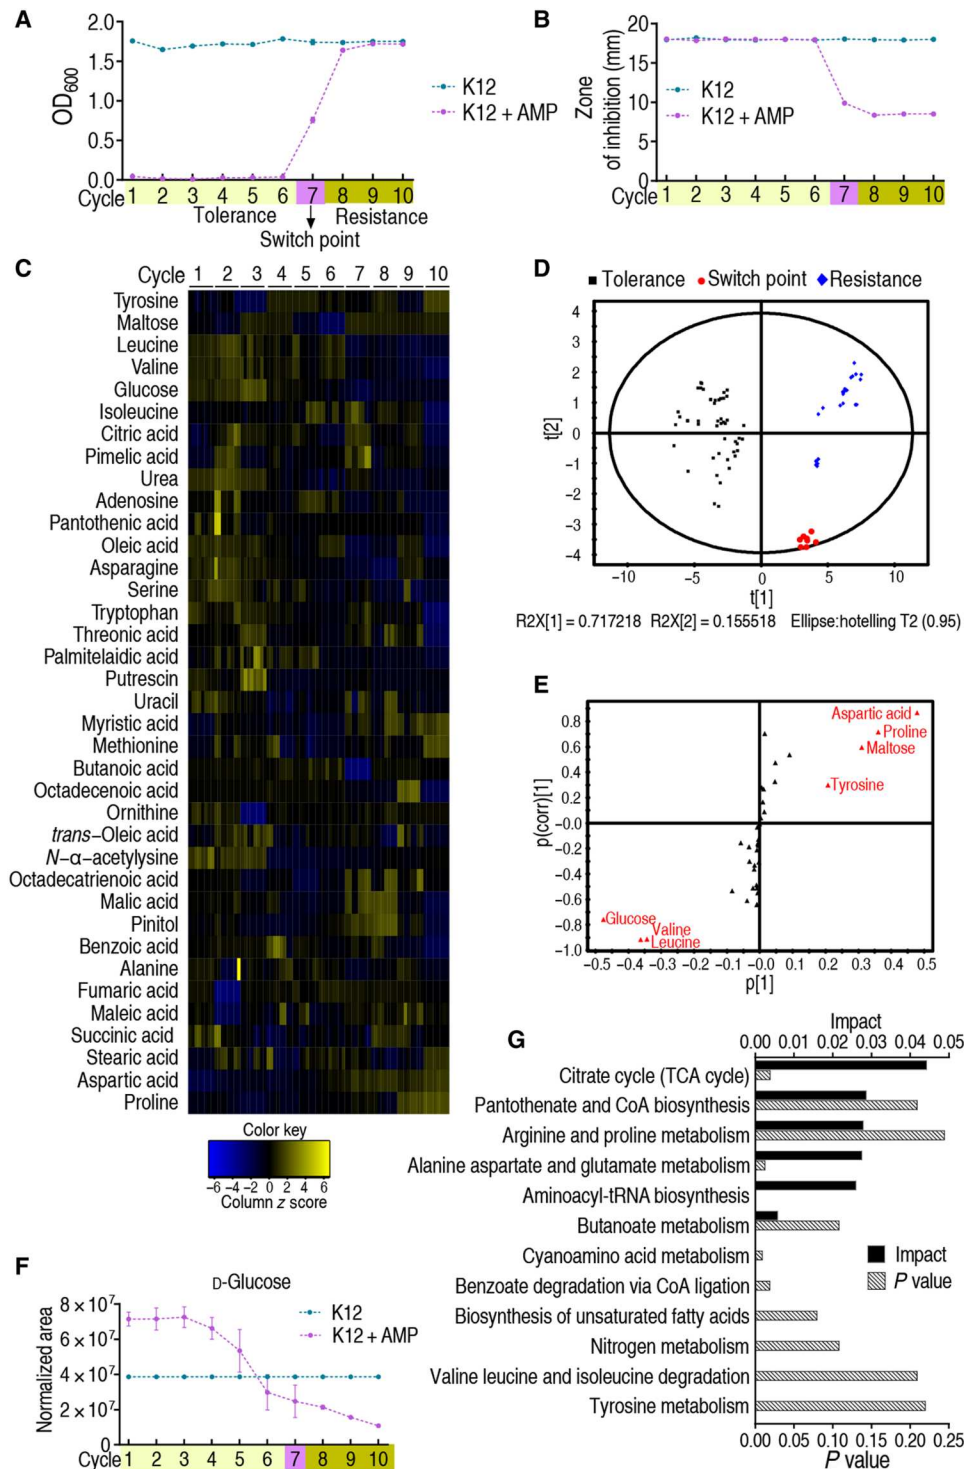 A
2.0
1.5
1.0
0.5
0.0
OD600
K12
K12 + AMP
Cycle 1 2 3 4 5 6 7 8 9 10
Tolerance Resistance
Switch point
B
20
15
10
5
0
Zone
of inhibition (mm)
K12
K12 + AMP
Cycle 1 2 3 4 5 6 7 8 9 10
C
Cycle 1 2 3 4 5 6 7 8 9 10
Tyrosine
Maltose
Leucine
Valine
Glucose
Isoleucine
Citric acid
Pimelic acid
Urea
Adenosine
Pantothenic acid
Oleic acid
Asparagine
Serine
Tryptophan
Threonic acid
Palmitelaidic acid
Putrescin
Uracil
Myristic acid
Methionine
Butanoic acid
Octadecenoic acid
Ornithine
trans−Oleic acid
N−α−acetylysine
Octadecatrienoic acid
Malic acid
Pinitol
Benzoic acid
Alanine
Fumaric acid
Maleic acid
Succinic acid
Stearic acid
Aspartic acid
Proline
Color key
−6 −4 −2 0 2 4 6
Column z score
D
Tolerance Switch point Resistance
4
3
2
1
0
−1
−2
−3
−4
t[2]
−10 −5 0 5 10
t[1]
R2X[1] = 0.717218 R2X[2] = 0.155518 Ellipse:hotelling T2 (0.95)
E
0.8
0.6
0.4
0.2
−0.0
−0.2
−0.4
−0.6
−0.8
−1.0
p(corr)[1]
Aspartic acid
Proline
Maltose
Tyrosine
Glucose
Valine
Leucine
−0.5 −0.4 −0.3 −0.2 −0.1 −0.0 0.1 0.2 0.3 0.4 0.5
p[1]
F
D-Glucose
8 × 10⁷
6 × 10⁷
4 × 10⁷
2 × 10⁷
0
Normalized area
K12
K12 + AMP
Cycle 1 2 3 4 5 6 7 8 9 10
G
Impact
0.00 0.01 0.02 0.03 0.04 0.05
Citrate cycle (TCA cycle)
Pantothenate and CoA biosynthesis
Arginine and proline metabolism
Alanine aspartate and glutamate metabolism
Aminoacyl-tRNA biosynthesis
Butanoate metabolism
Cyanoamino acid metabolism
Benzoate degradation via CoA ligation
Biosynthesis of unsaturated fatty acids
Nitrogen metabolism
Valine leucine and isoleucine degradation
Tyrosine metabolism
Impact
P value
0.00 0.05 0.10 0.15 0.20 0.25
P value